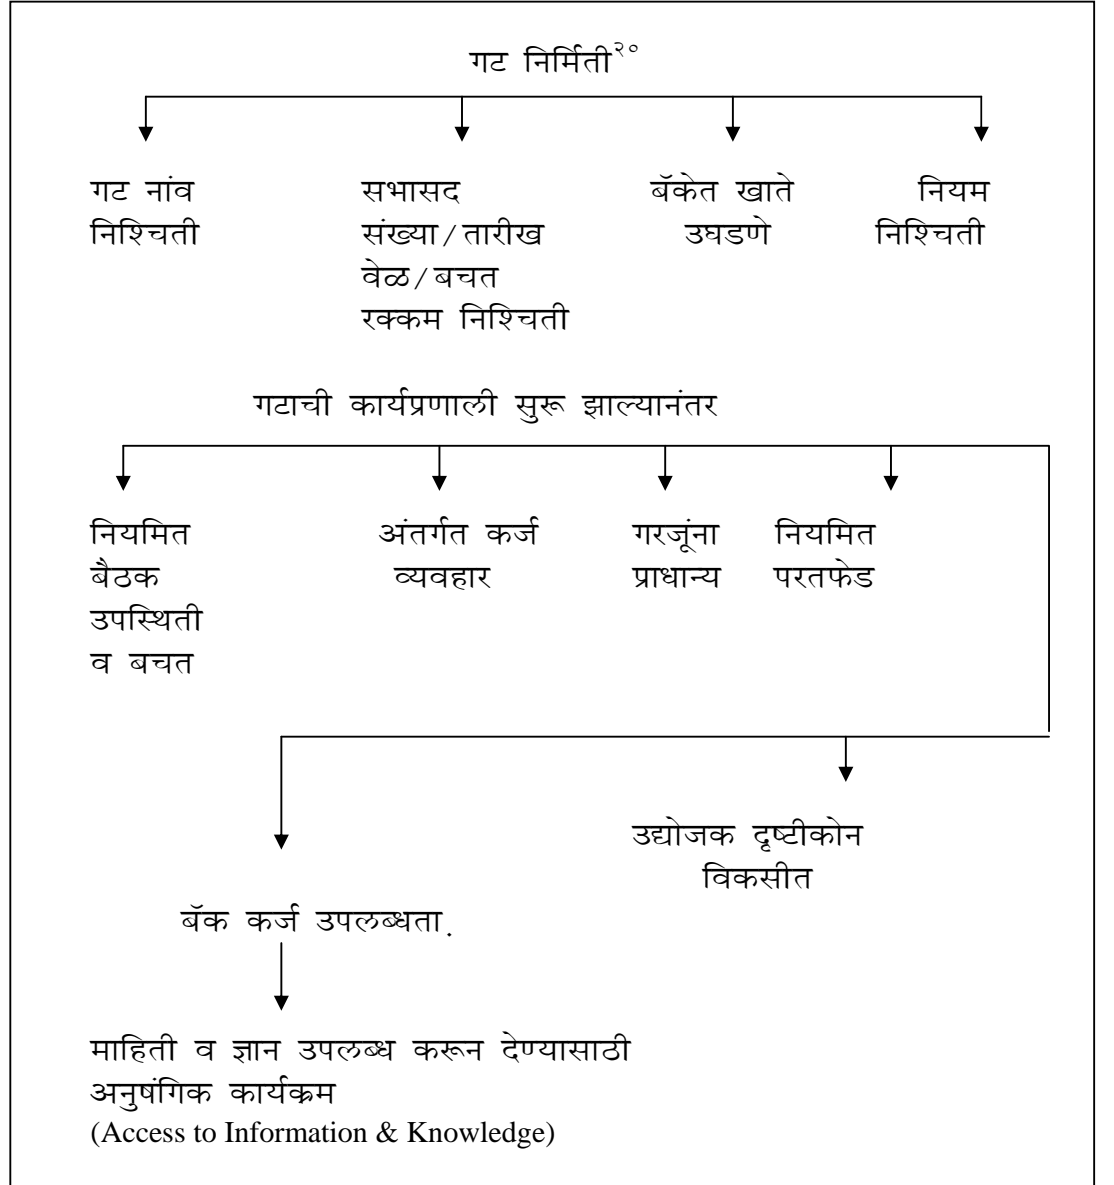 गट निर्मिती२०
गट नांव
निश्चिती
सभासद
संख्या/तारीख
वेळ/बचत
रक्कम निश्चिती
बॅकेत खाते
उघडणे
नियम
निश्चिती
गटाची कार्यप्रणाली सुरू झाल्यानंतर
नियमित
बैठक
उपस्थिती
व बचत
अंतर्गत कर्ज
व्यवहार
गरजूंना
प्राधान्य
नियमित
परतफेड
उद्योजक दृष्टीकोन
विकसीत
बॅक कर्ज उपलब्धता.
माहिती व ज्ञान उपलब्ध करून देण्यासाठी
अनुषंगिक कार्यक्रम
(Access to Information & Knowledge)